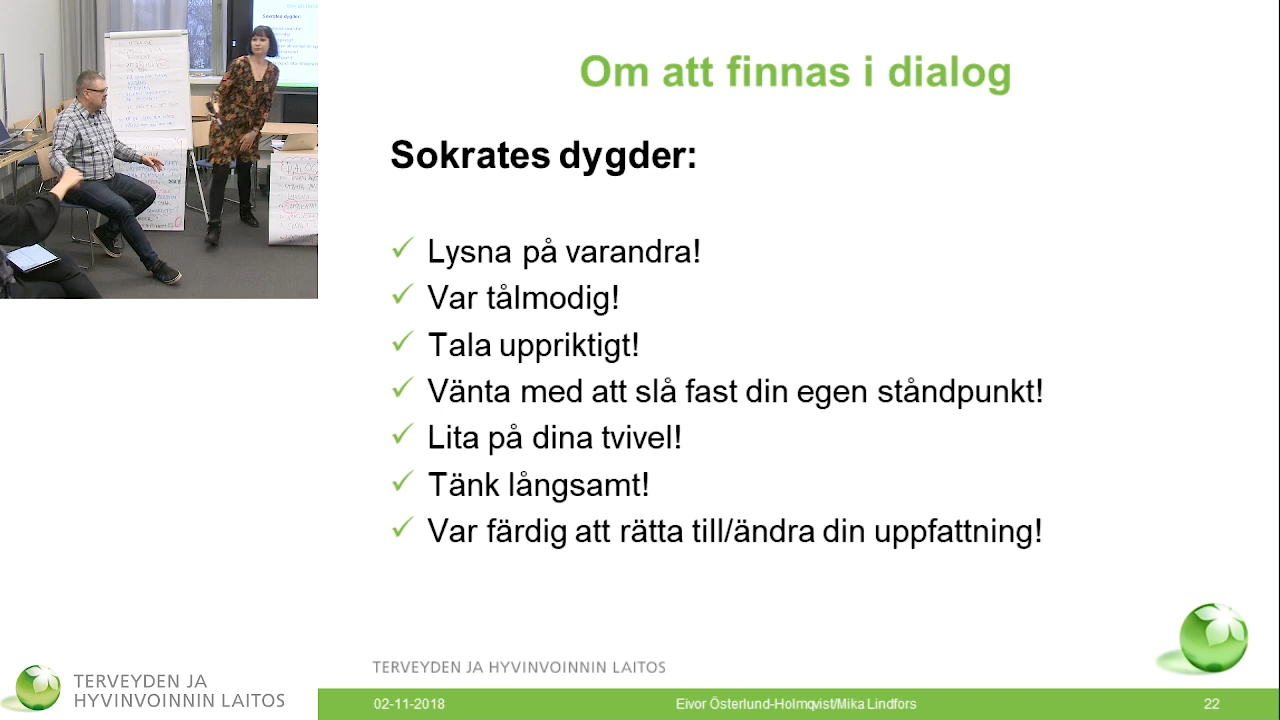 Om att finnas i dialog
Sokrates dygder:
Lysna på varandra!
Var tålmodig!
Tala uppriktigt!
Vänta med att slå fast din egen ståndpunkt!
Lita på dina tvivel!
Tänk långsamt!
Var färdig att rätta till/ändra din uppfattning!
TERVEYDEN JA HYVINVOINNIN LAITOS
02-11-2018
Eivor Österlund-Holmqvist/Mika Lindfors
22
TERVEYDEN JA
HYVINVOINNIN LAITOS
Sokrates dygder: